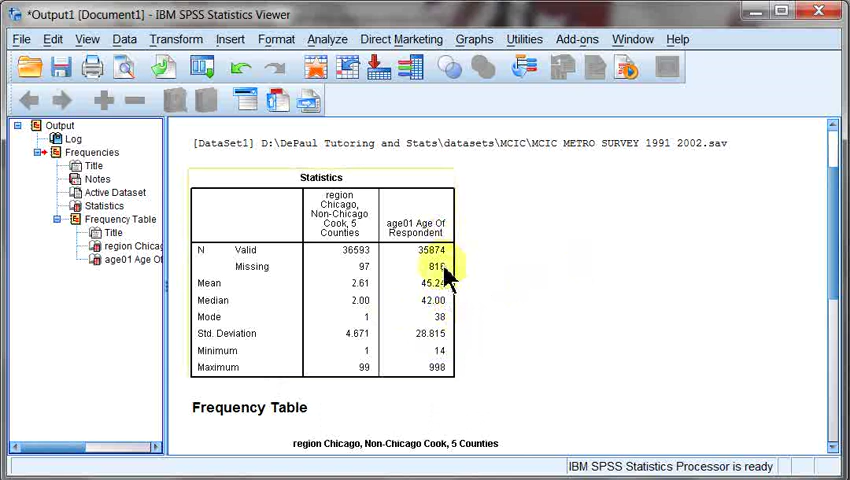 *Output1 [Document1] - IBM SPSS Statistics Viewer
File Edit View Data Transform Insert Format Analyze Direct Marketing Graphs Utilities Add-ons Window Help
Output
Log
Frequencies
Title
Notes
Active Dataset
Statistics
Frequency Table
Title
region Chicag
age01 Age Of
[DataSet1] D:\DePaul Tutoring and Stats\datasets\MCIC\MCIC METRO SURVEY 1991 2002.sav
Statistics
region
Chicago,
Non-Chicago
Cook, 5
Counties
age01 Age Of
Respondent
N Valid 36593 35874
Missing 97 816
Mean 2.61 45.24
Median 2.00 42.00
Mode 1 38
Std. Deviation 4.671 28.815
Minimum 1 14
Maximum 99 998
Frequency Table
region Chicago, Non-Chicago Cook, 5 Counties
IBM SPSS Statistics Processor is ready